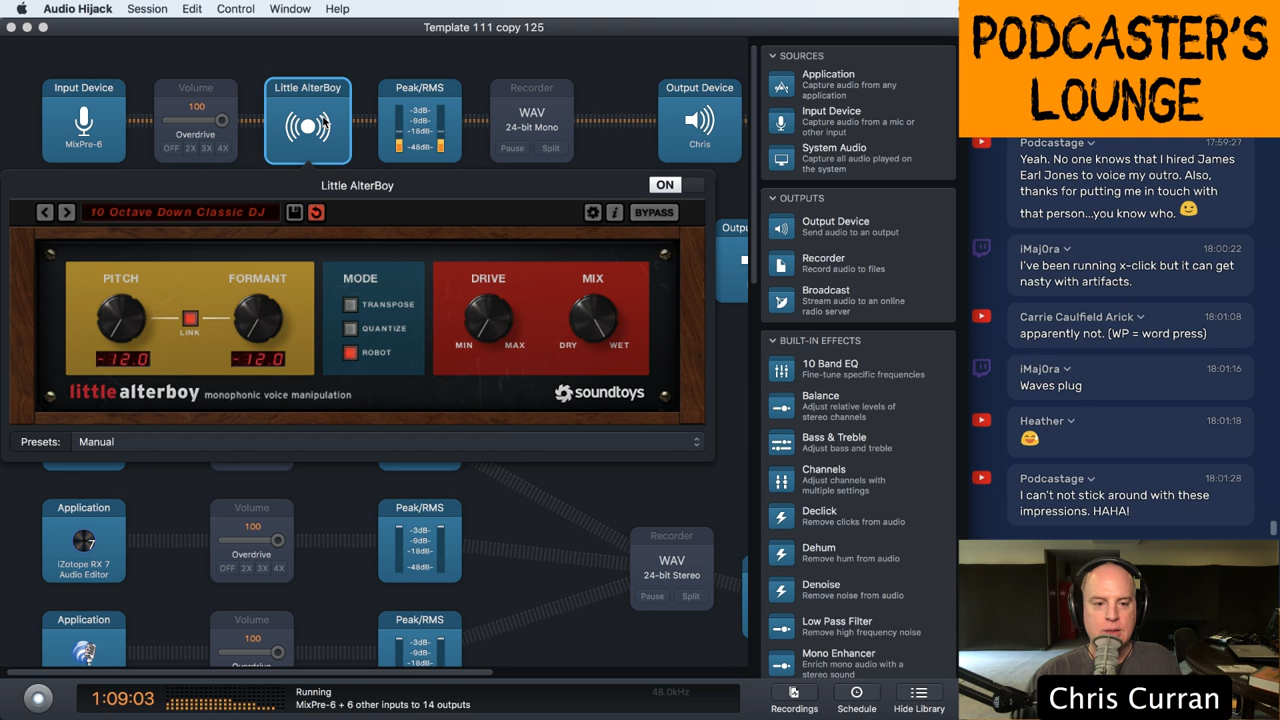 Audio Hijack Session Edit Control Window Help
Template 111 copy 125
Input Device
MixPre-6
Volume
100
Overdrive
OFF 2X 3X 4X
Little AlterBoy
Peak/RMS
-3dB-
-9dB-
-18dB-
-48dB-
Recorder
WAV
24-bit Mono
Pause Split
Output Device
Chris
Little AlterBoy
ON
10 Octave Down Classic DJ
i
BYPASS
PITCH
FORMANT
LINK
-12.0
-12.0
MODE
TRANSPOSE
QUANTIZE
ROBOT
DRIVE
MIN MAX
MIX
DRY WET
littlealterboy monophonic voice manipulation
soundtoys
Presets: Manual
Outpu
Application
7
iZotope RX 7
Audio Editor
Volume
100
Overdrive
OFF 2X 3X 4X
Peak/RMS
-3dB-
-9dB-
-18dB-
-48dB-
Recorder
WAV
24-bit Stereo
Pause Split
Application
Volume
100
Overdrive
Peak/RMS
-3dB-
-9dB-
-18dB-
SOURCES
Application
Capture audio from any
application
Input Device
Capture audio from a mic or
other input
System Audio
Capture all audio played on
the system
OUTPUTS
Output Device
Send audio to an output
Recorder
Record audio to files
Broadcast
Stream audio to an online
radio server
BUILT-IN EFFECTS
10 Band EQ
Fine-tune specific frequencies
Balance
Adjust relative levels of
stereo channels
Bass & Treble
Adjust bass and treble
Channels
Adjust channels with
multiple settings
Declick
Remove clicks from audio
Dehum
Remove hum from audio
Denoise
Remove noise from audio
Low Pass Filter
Remove high frequency noise
Mono Enhancer
Enrich mono audio with a
stereo sound
1:09:03
Running
MixPre-6 + 6 other inputs to 14 outputs
48.0kHz
Recordings
Schedule
Hide Library
PODCASTER'S
LOUNGE
Podcastage 17:59:27
Yeah. No one knows that I hired James
Earl Jones to voice my outro. Also,
thanks for putting me in touch with
that person...you know who. 😉
iMaj0ra 18:00:22
I've been running x-click but it can get
nasty with artifacts.
Carrie Caulfield Arick 18:01:08
apparently not. (WP = word press)
iMaj0ra 18:01:16
Waves plug
Heather 18:01:18
😄
Podcastage 18:01:28
I can't not stick around with these
impressions. HAHA!
Chris Curran